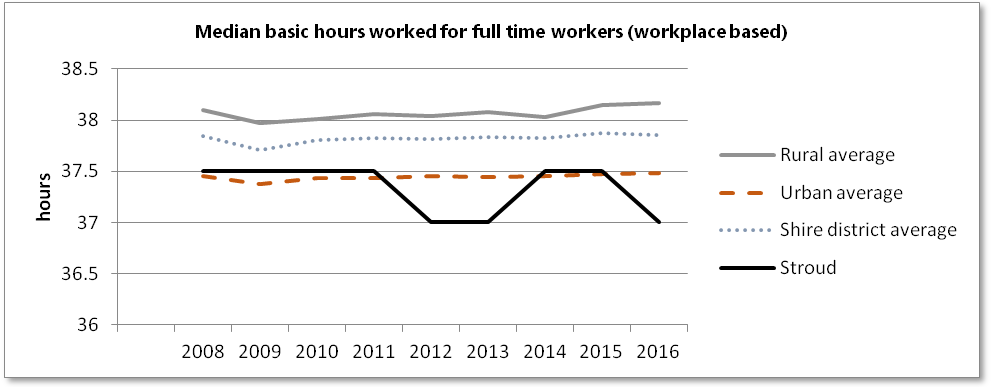 Median basic hours worked for full time workers (workplace based)
38.5
38
37.5
37
36.5
36
hours
2008 2009 2010 2011 2012 2013 2014 2015 2016
Rural average
Urban average
Shire district average
Stroud